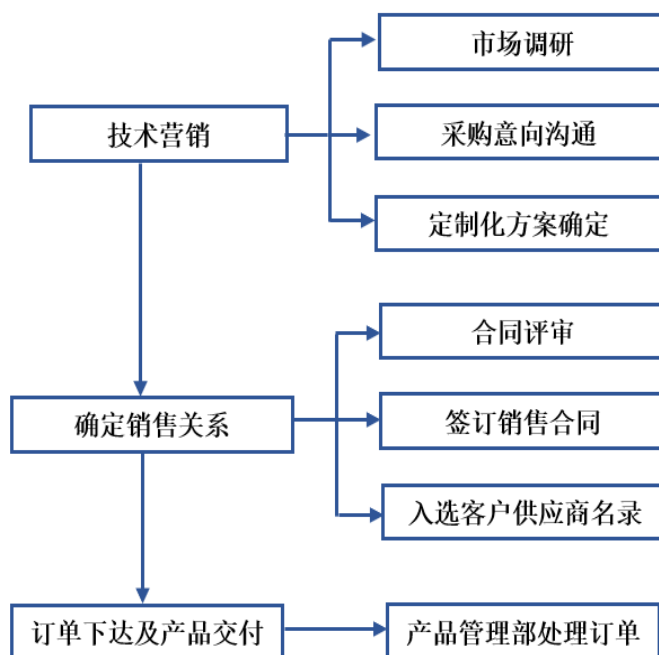 技术营销
市场调研
采购意向沟通
定制化方案确定
确定销售关系
合同评审
签订销售合同
入选客户供应商名录
订单下达及产品交付
产品管理部处理订单